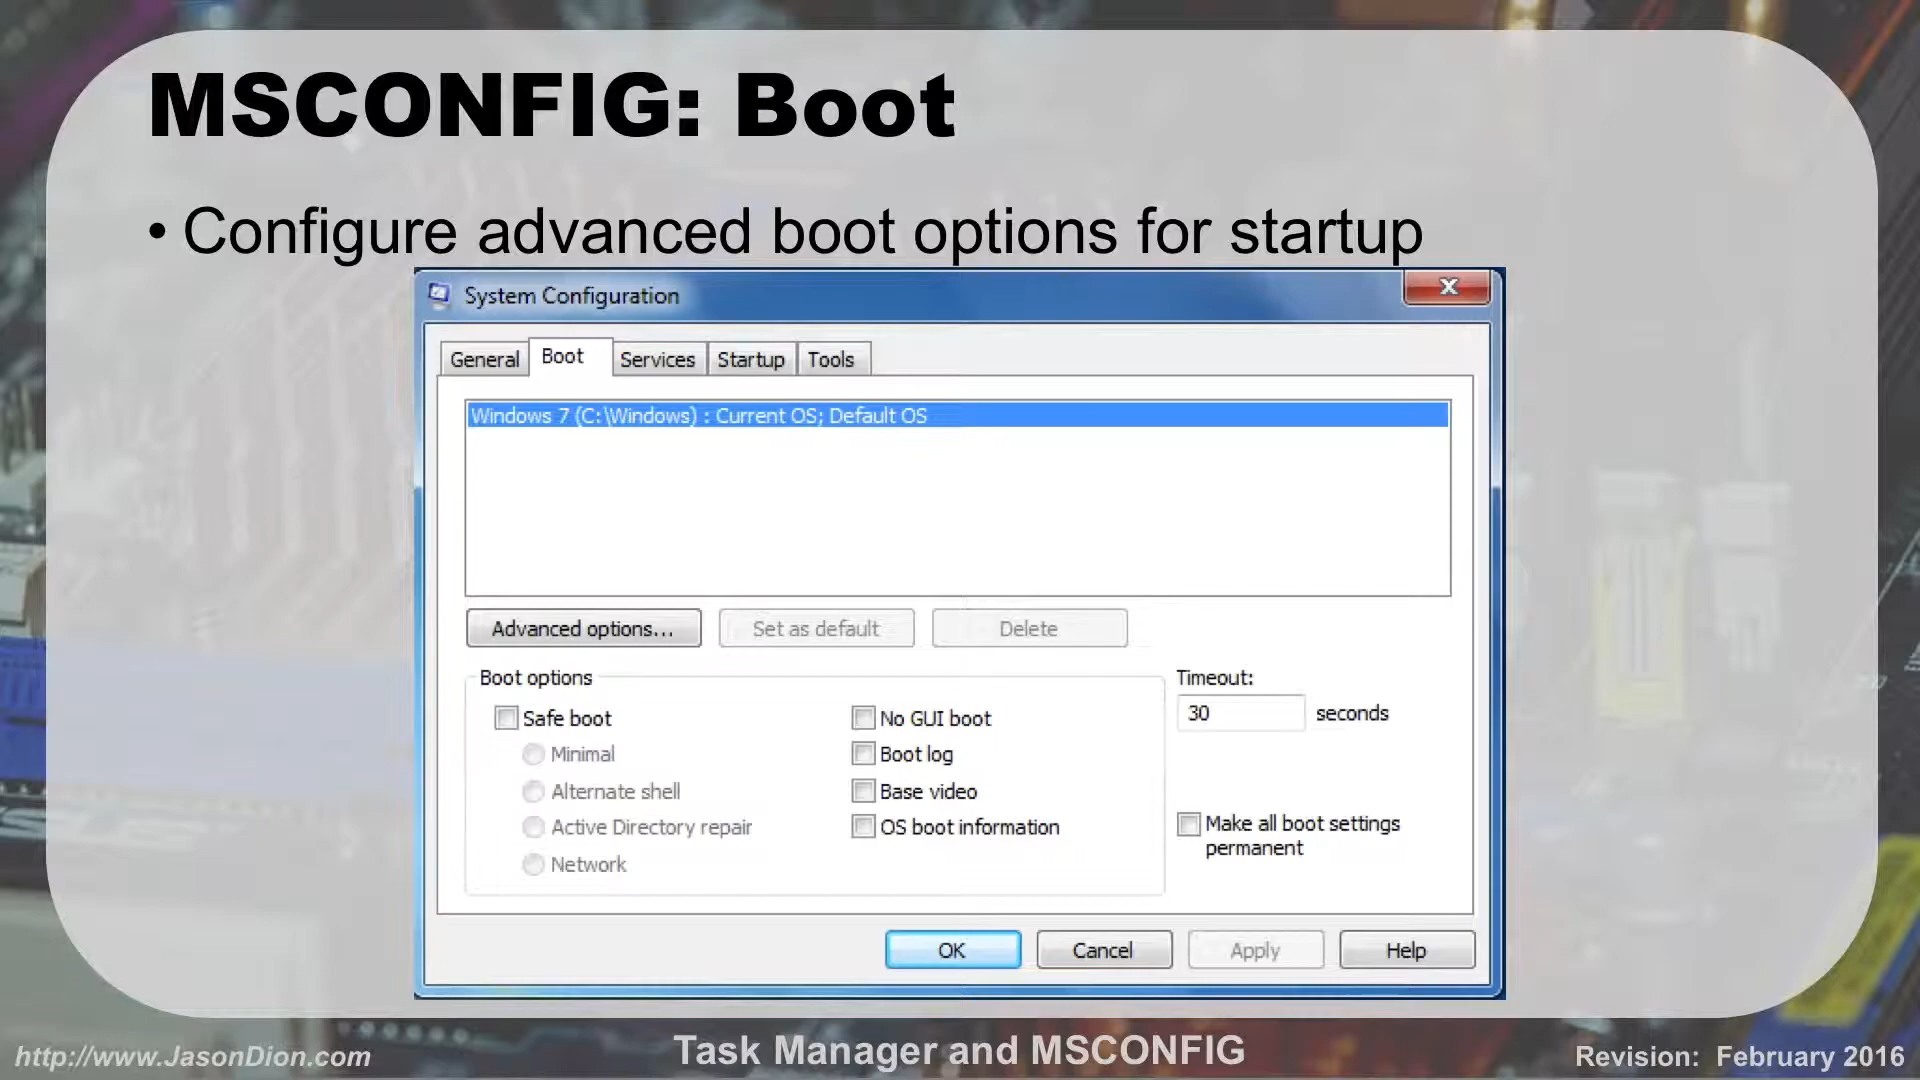 MSCONFIG: Boot
• Configure advanced boot options for startup
System Configuration
X
General Boot Services Startup Tools
Windows 7 (C:\Windows) : Current OS; Default OS
Advanced options... Set as default Delete
Boot options Timeout:
Safe boot No GUI boot 30 seconds
Minimal Boot log
Alternate shell Base video
Active Directory repair OS boot information Make all boot settings
permanent
Network
OK Cancel Apply Help
http://www.JasonDion.com Task Manager and MSCONFIG Revision: February 2016